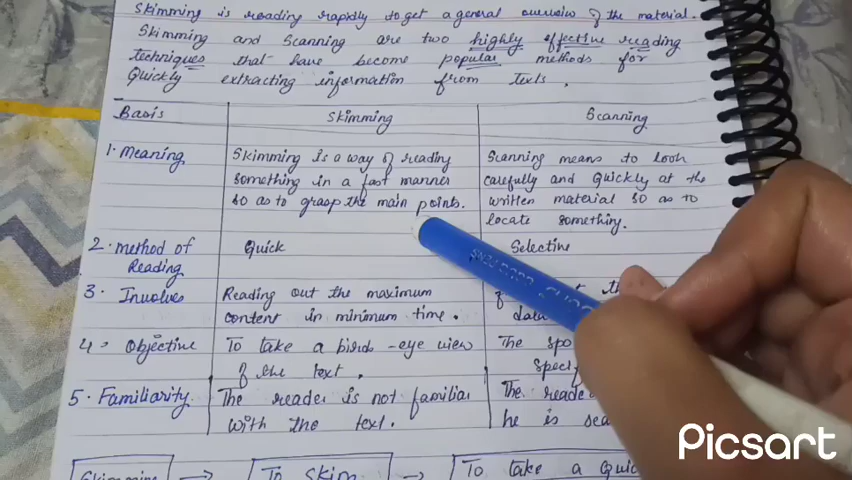 Skimming is reading rapidly to get a general overview of the material.
Skimming and Scanning are two highly effective reading
techniques that have become popular methods for
Quickly extracting information from texts.
Basis Skimming Scanning
1. Meaning Skimming is a way of reading something in a fast manner so as to grasp the main points. Scanning means to look carefully and Quickly at the written material so as to locate something.
2. method of Reading Quick Selective
3. Involves Reading out the maximum content in minimum time. data
4. Objective To take a birds-eye view of the text. The
5. Familiarity The reader is not familiar with the text. The he is
Skimming → To Skim → To take a Quick
Picsart